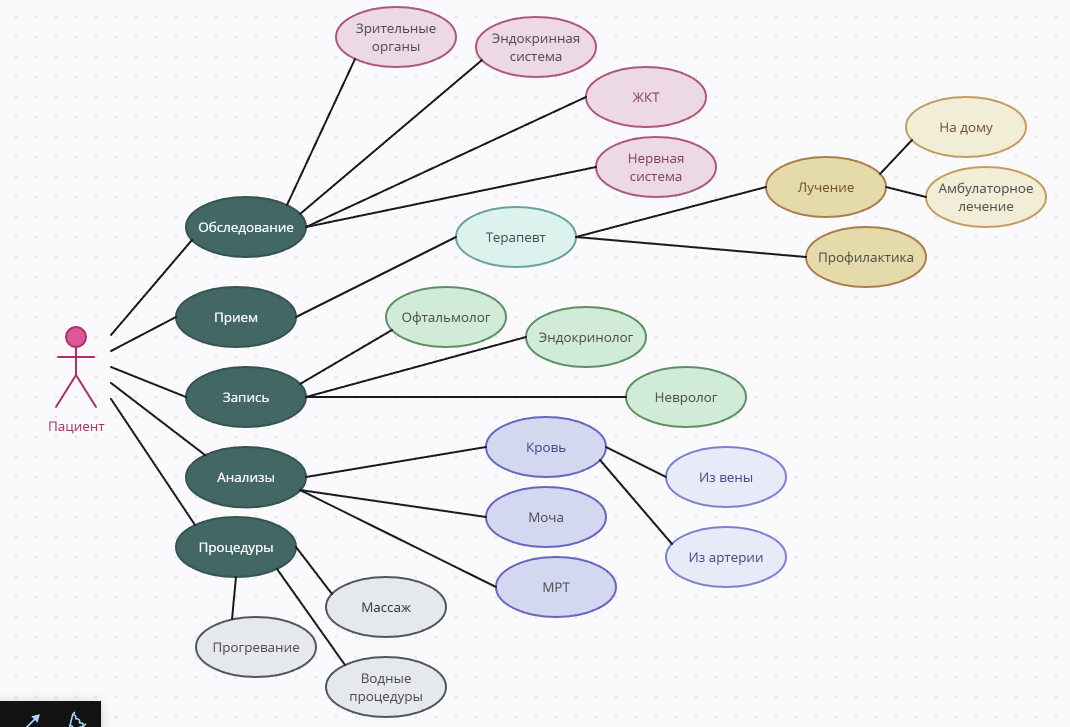 Зрительные
органы
Эндокринная
система
ЖКТ
Нервная
система
На дому
Лучение
Амбулаторное
лечение
Обследование
Терапевт
Профилактика
Прием
Офтальмолог
Эндокринолог
Пациент
Запись
Невролог
Кровь
Анализы
Из вены
Моча
Процедуры
Из артерии
МРТ
Массаж
Прогревание
Водные
процедуры